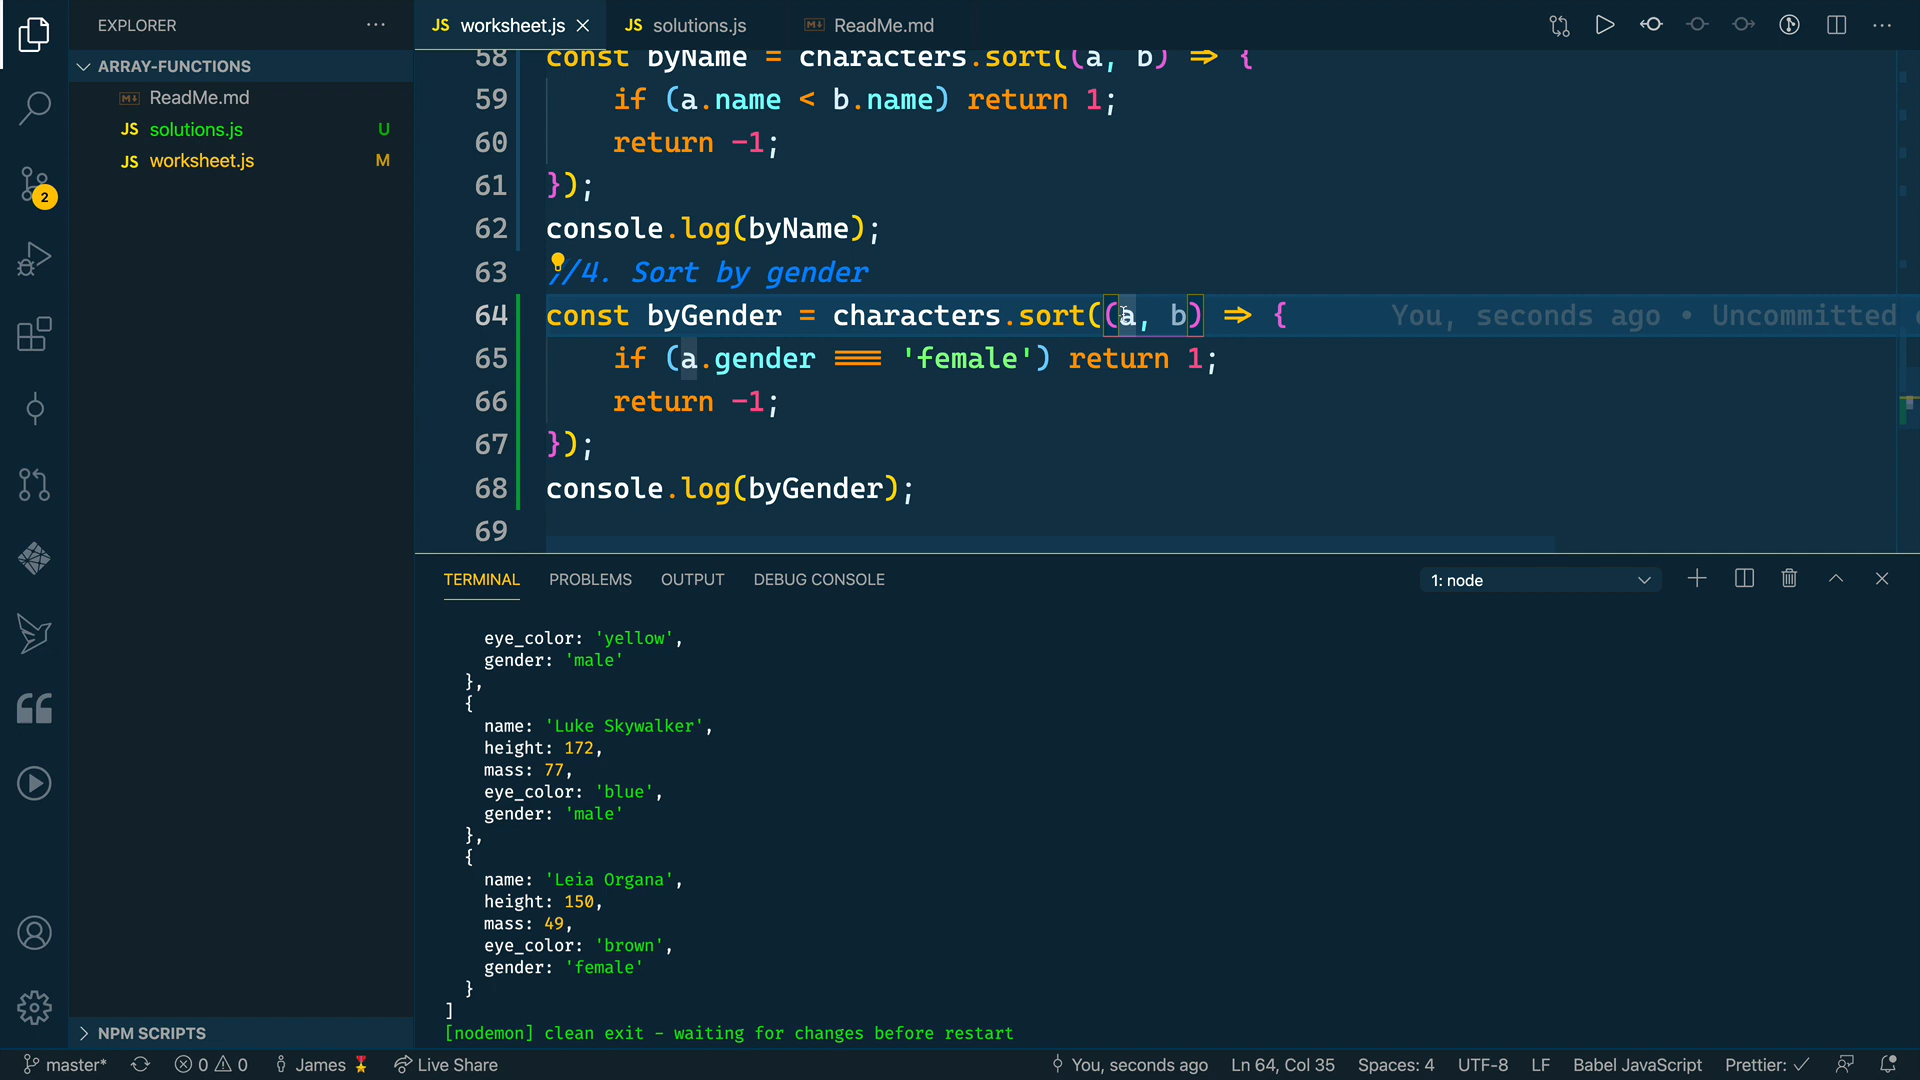 EXPLORER
ARRAY-FUNCTIONS
ReadMe.md
JS solutions.js U
JS worksheet.js M
2
NPM SCRIPTS
JS worksheet.js
JS solutions.js
ReadMe.md
58 const byName = characters.sort((a, b) => {
59 if (a.name < b.name) return 1;
60 return -1;
61 });
62 console.log(byName);
63 //4. Sort by gender
64 const byGender = characters.sort((a, b) => { You, seconds ago • Uncommitted
65 if (a.gender === 'female') return 1;
66 return -1;
67 });
68 console.log(byGender);
69
TERMINAL PROBLEMS OUTPUT DEBUG CONSOLE 1: node
eye_color: 'yellow',
gender: 'male'
},
{
name: 'Luke Skywalker',
height: 172,
mass: 77,
eye_color: 'blue',
gender: 'male'
},
{
name: 'Leia Organa',
height: 150,
mass: 49,
eye_color: 'brown',
gender: 'female'
}
]
[nodemon] clean exit - waiting for changes before restart
master* 0 0 James Live Share You, seconds ago Ln 64, Col 35 Spaces: 4 UTF-8 LF Babel JavaScript Prettier: ✓